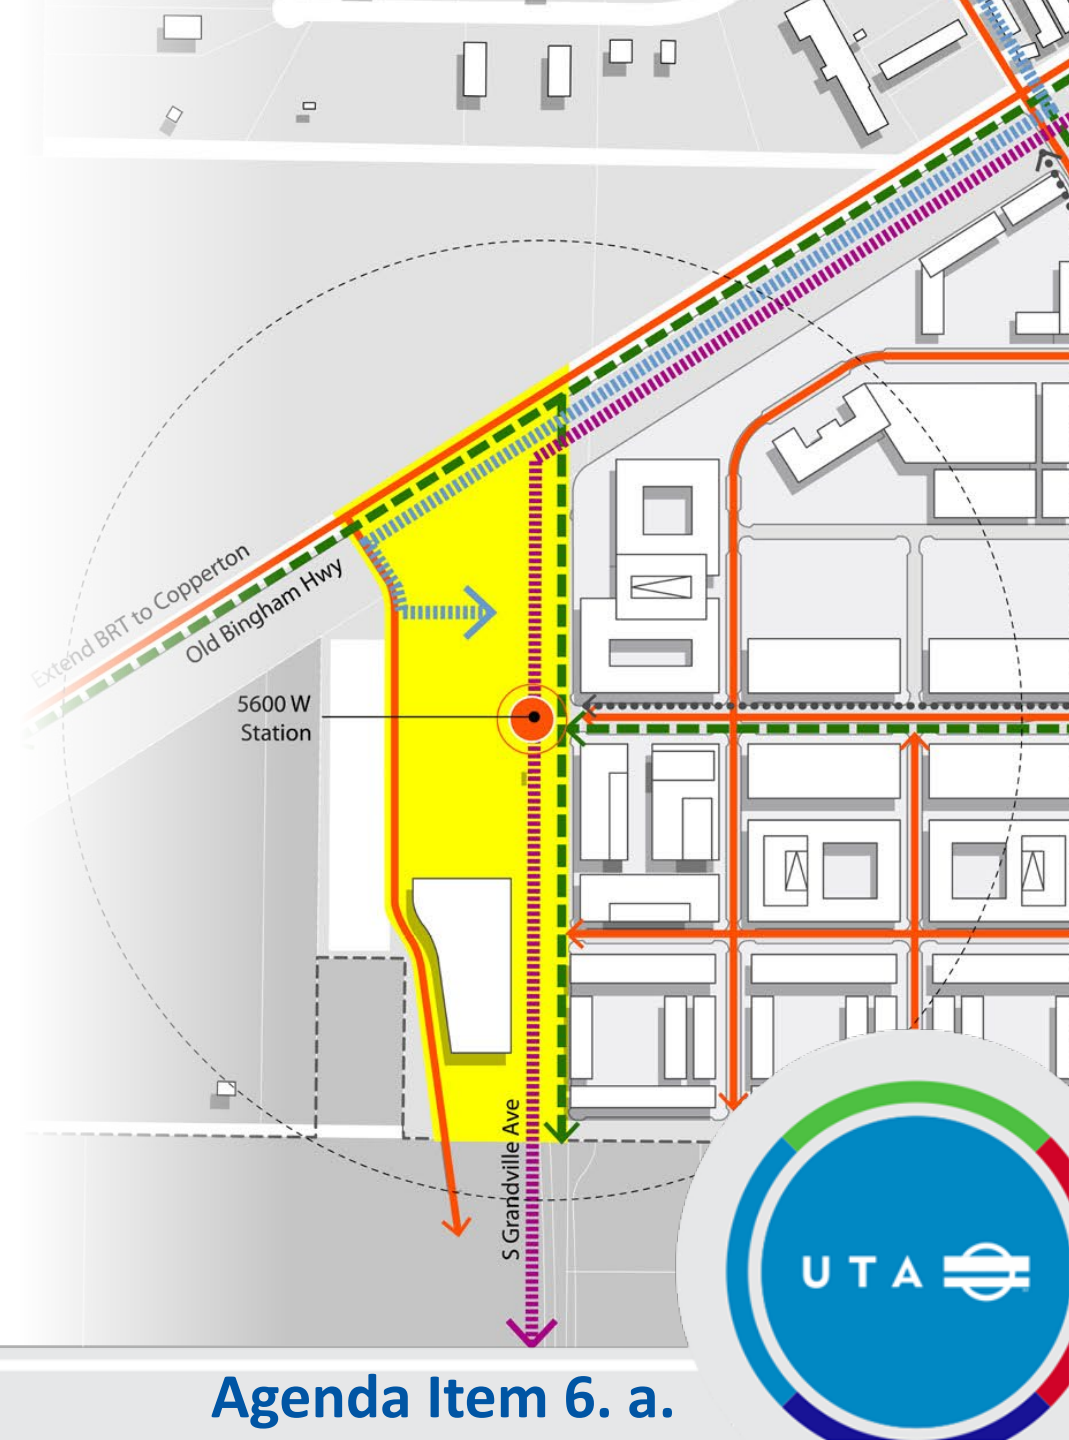 Extend BRT to Copperton
Old Bingham Hwy
5600 W
Station
S Grandville Ave
UTA
Agenda Item 6. a.